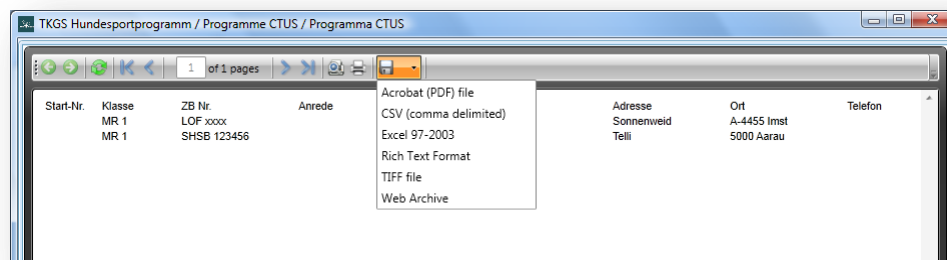 TKGS Hundesportprogramm / Programme CTUS / Programma CTUS
1 of 1 pages
Acrobat (PDF) file
CSV (comma delimited)
Excel 97-2003
Rich Text Format
TIFF file
Web Archive
Start-Nr. Klasse ZB Nr. Anrede Adresse Ort Telefon
MR 1 LOF xxxx Sonnenweid A-4455 Imst
MR 1 SHSB 123456 Telli 5000 Aarau